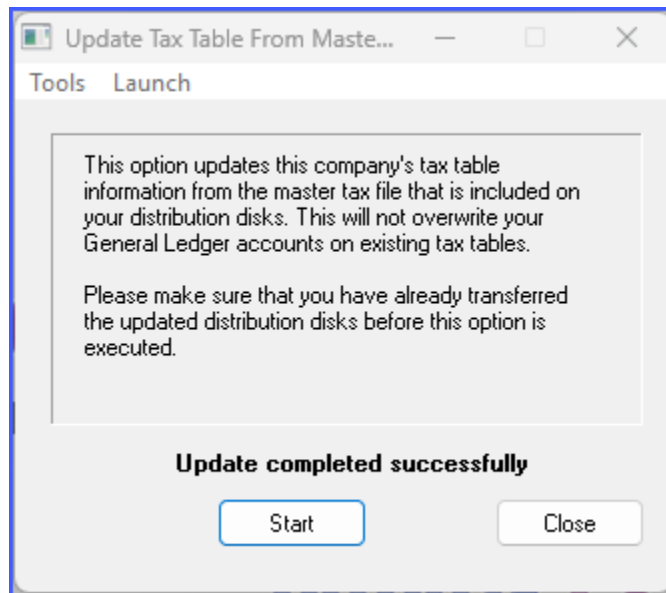 Update Tax Table From Maste...
Tools Launch
This option updates this company's tax table
information from the master tax file that is included on
your distribution disks. This will not overwrite your
General Ledger accounts on existing tax tables.
Please make sure that you have already transferred
the updated distribution disks before this option is
executed.
Update completed successfully
Start Close